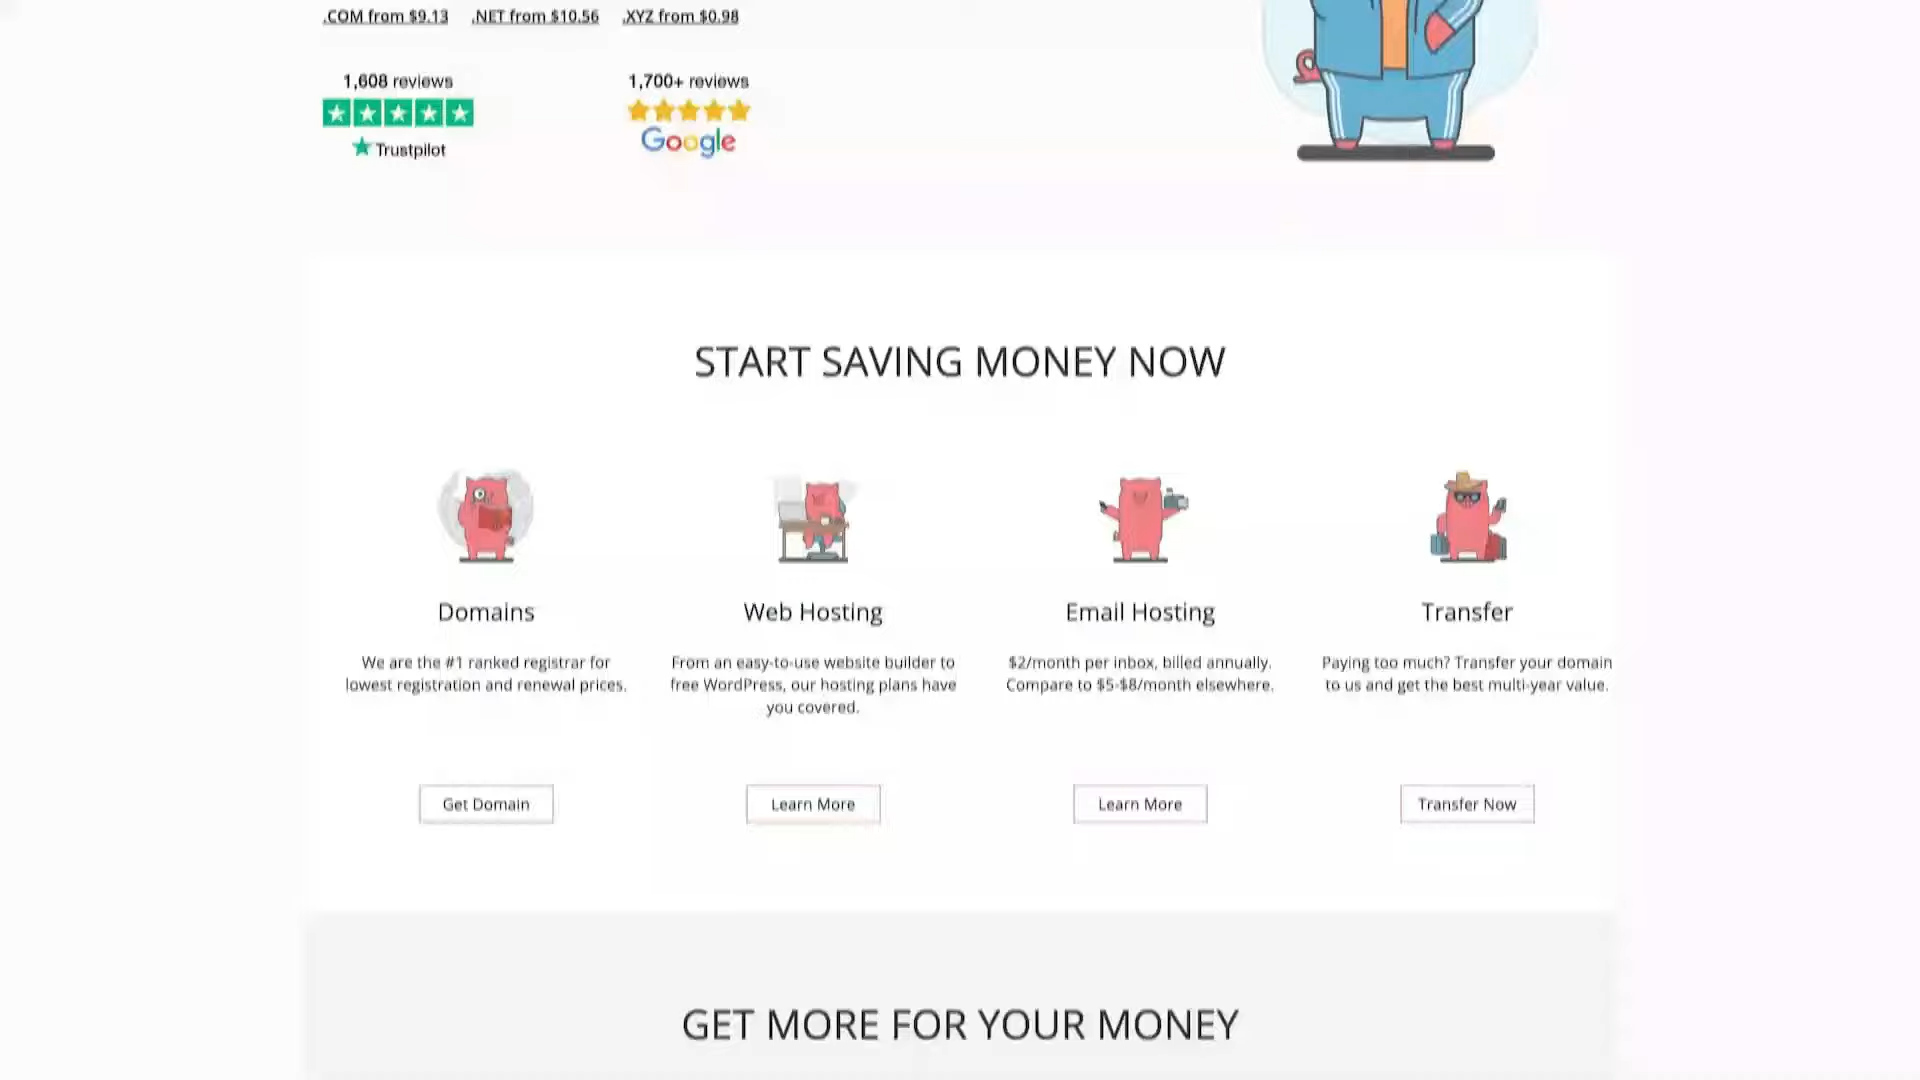 .COM from $9.13 .NET from $10.56 .XYZ from $0.98
1,608 reviews
Trustpilot
1,700+ reviews
Google
START SAVING MONEY NOW
Domains
We are the #1 ranked registrar for
lowest registration and renewal prices.
Get Domain
Web Hosting
From an easy-to-use website builder to
free WordPress, our hosting plans have
you covered.
Learn More
Email Hosting
$2/month per inbox, billed annually.
Compare to $5-$8/month elsewhere.
Learn More
Transfer
Paying too much? Transfer your domain
to us and get the best multi-year value.
Transfer Now
GET MORE FOR YOUR MONEY